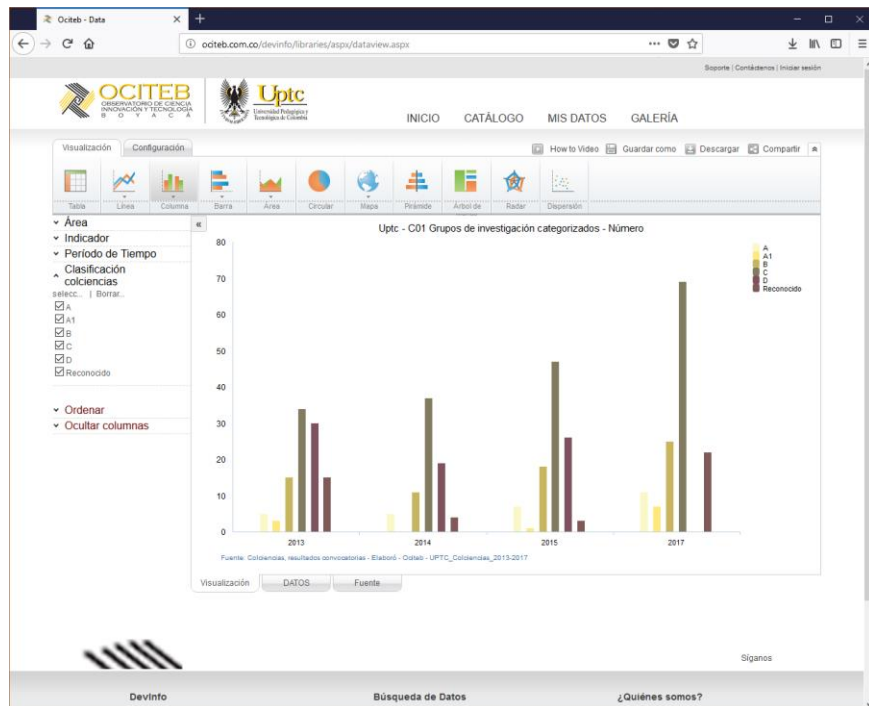 Ociteb - Data
ociteb.com.co/devinfo/libraries/aspx/dataview.aspx
Soporte | Contáctenos | Iniciar sesión
OCITEB
OBSERVATORIO DE CIENCIA
INNOVACIÓN Y TECNOLOGÍA
BOYACÁ
Uptc
Universidad Pedagógica y
Tecnológica de Colombia
INICIO CATÁLOGO MIS DATOS GALERÍA
Visualización Configuración
How to Video Guardar como Descargar Compartir
Tabla Línea Columna Barra Área Circular Mapa Pirámide Árbol de Radar Dispersión
Área
Indicador
Período de Tiempo
Clasificación
colciencias
selecc... | Borrar...
A
A1
B
C
D
Reconocido
Ordenar
Ocultar columnas
«
Uptc - C01 Grupos de investigación categorizados - Número
80
70
60
50
40
30
20
10
0
2013 2014 2015 2017
A
A1
B
C
D
Reconocido
Fuente: Colciencias, resultados convocatorias - Elaboró - Ociteb - UPTC_Colciencias_2013-2017
Visualización DATOS Fuente
Síganos
DevInfo Búsqueda de Datos ¿Quiénes somos?